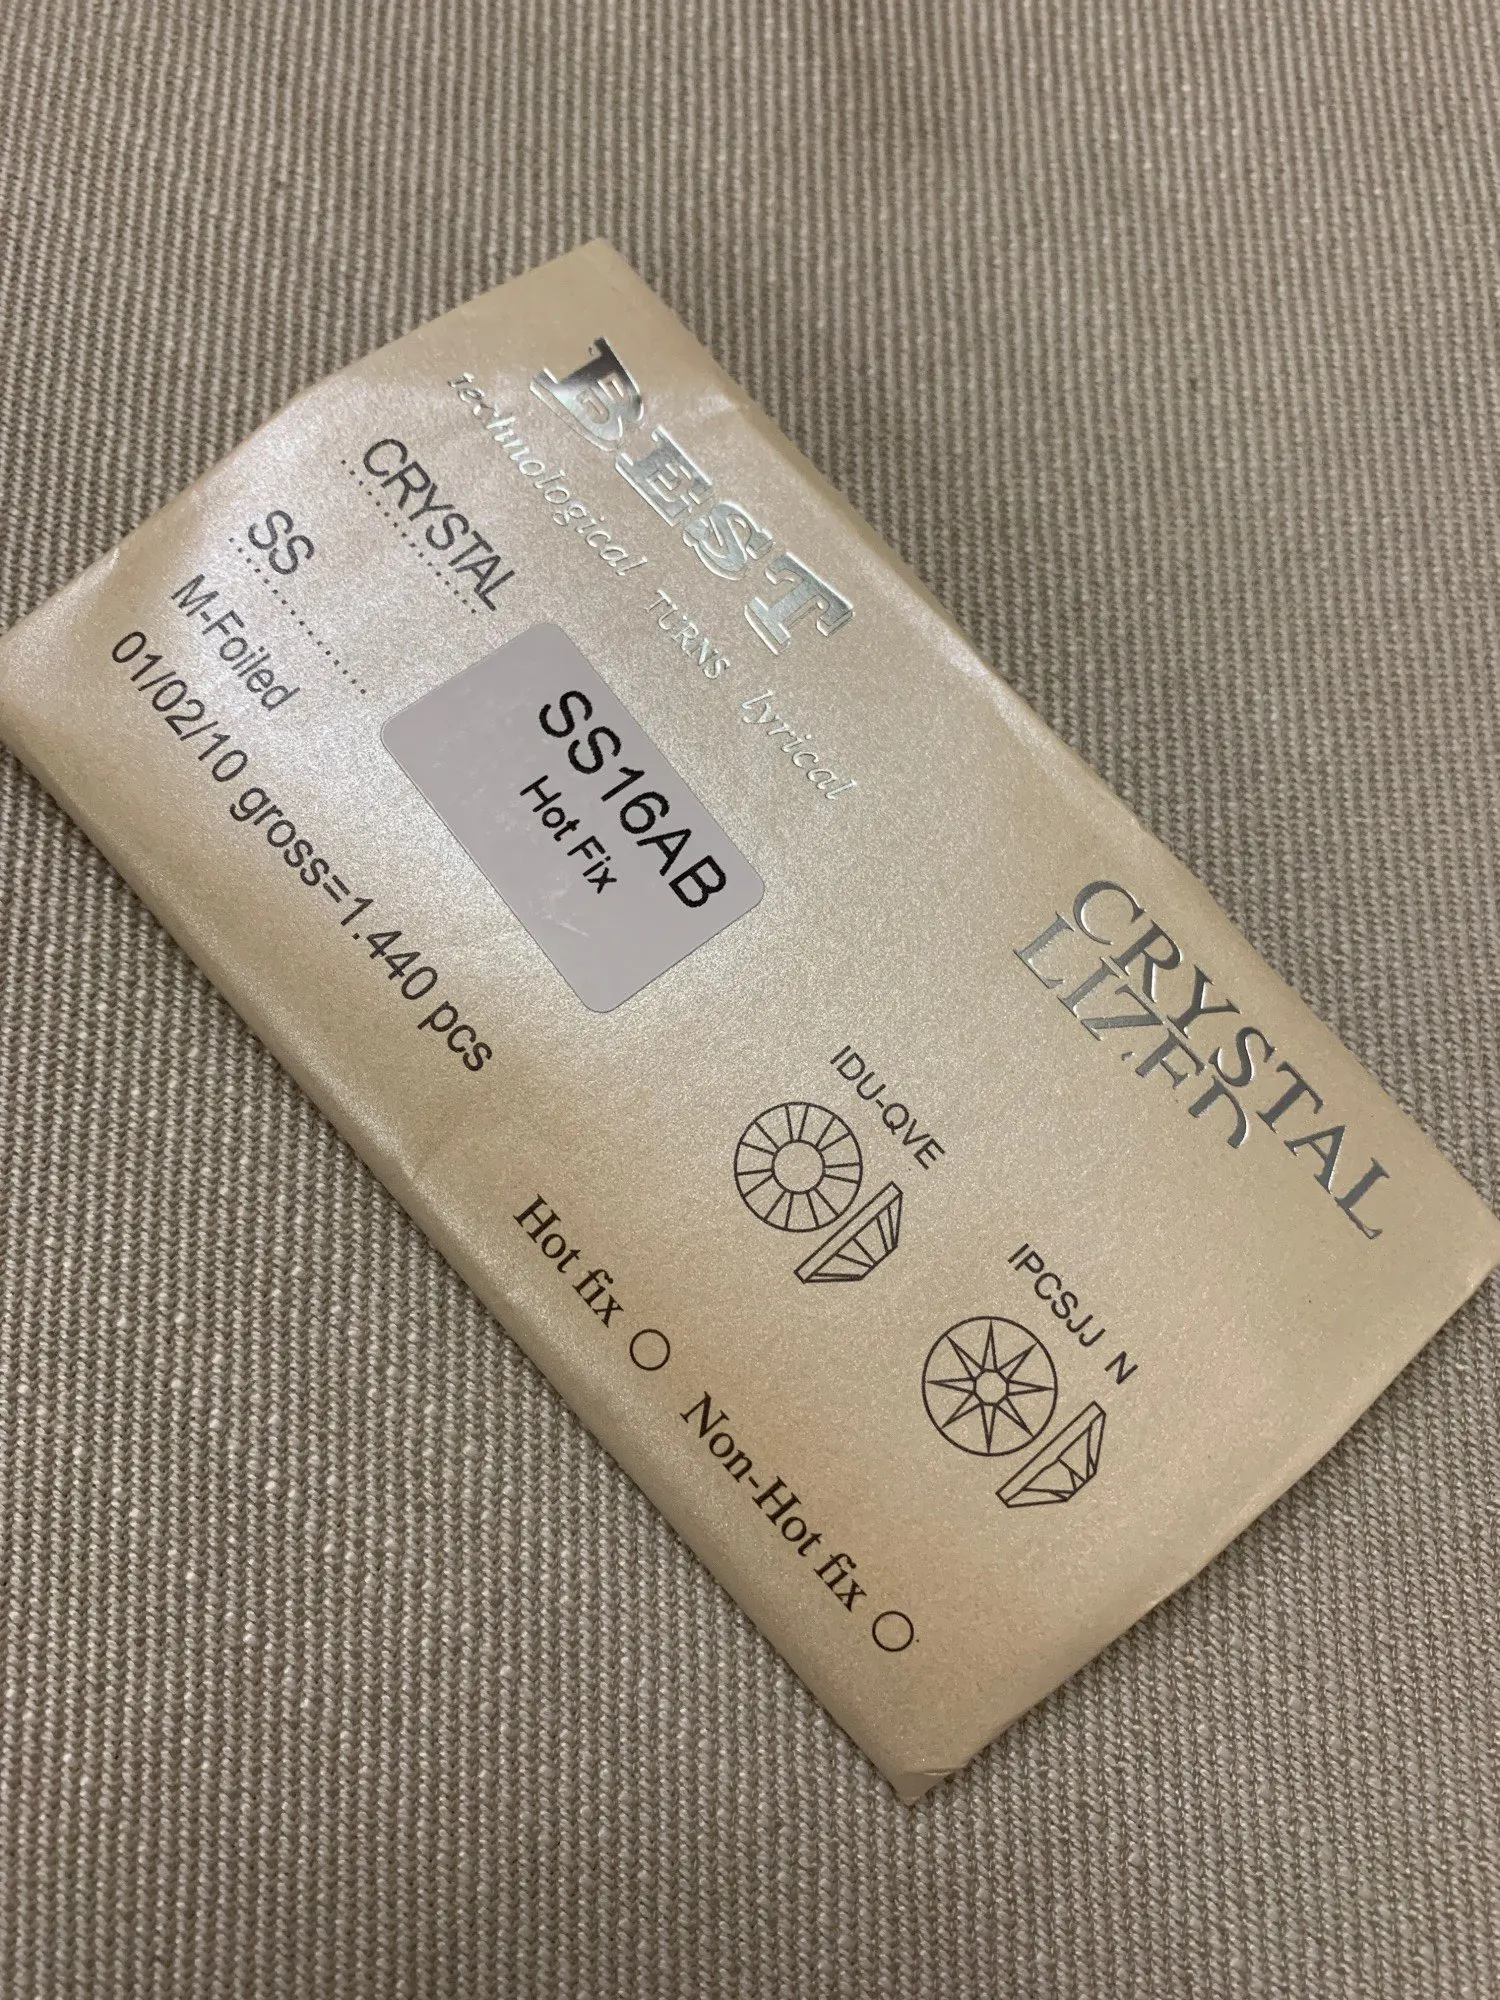 BEST
technological TURNS lyrical
CRYSTAL
SS
M-Foiled
01/02/10 gross=1.440 pcs
SS16AB
Hot Fix
CRYSTAL
LIZED
IDU-QVE
IPCSJJ N
Hot fix
Non-Hot fix